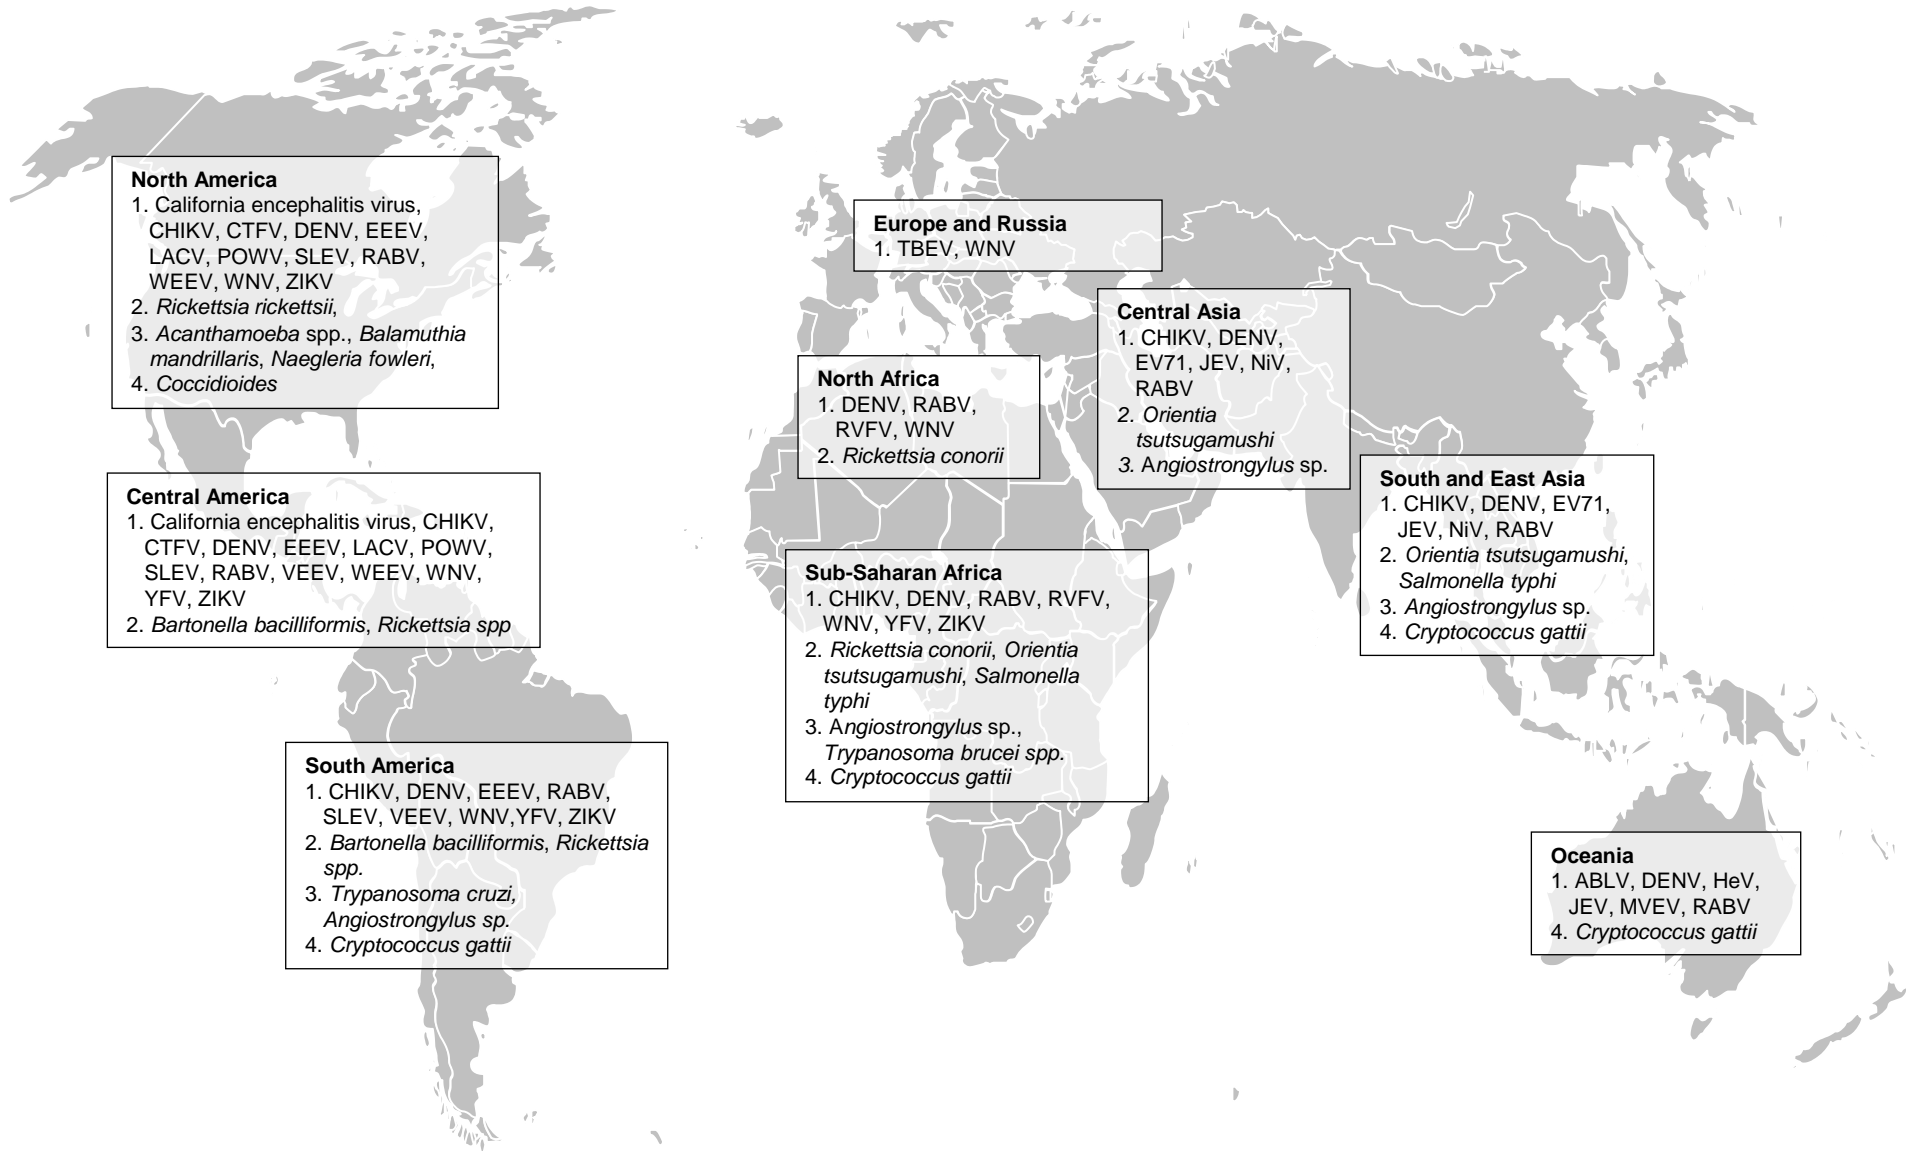 North America
1. California encephalitis virus,
CHIKV, CTFV, DENV, EEEV,
LACV, POWV, SLEV, RABV,
WEEV, WNV, ZIKV
2. Rickettsia rickettsii,
3. Acanthamoeba spp., Balamuthia
mandrillaris, Naegleria fowleri,
4. Coccidioides
Europe and Russia
1. TBEV, WNV
Central Asia
1. CHIKV, DENV,
EV71, JEV, NiV,
RABV
2. Orientia
tsutsugamushi
3. Angiostrongylus sp.
North Africa
1. DENV, RABV,
RVFV, WNV
2. Rickettsia conorii
South and East Asia
1. CHIKV, DENV, EV71,
JEV, NiV, RABV
2. Orientia tsutsugamushi,
Salmonella typhi
3. Angiostrongylus sp.
4. Cryptococcus gattii
Central America
1. California encephalitis virus, CHIKV,
CTFV, DENV, EEEV, LACV, POWV,
SLEV, RABV, VEEV, WEEV, WNV,
YFV, ZIKV
2. Bartonella bacilliformis, Rickettsia spp
Sub-Saharan Africa
1. CHIKV, DENV, RABV, RVFV,
WNV, YFV, ZIKV
2. Rickettsia conorii, Orientia
tsutsugamushi, Salmonella
typhi
3. Angiostrongylus sp.,
Trypanosoma brucei spp.
4. Cryptococcus gattii
South America
1. CHIKV, DENV, EEEV, RABV,
SLEV, VEEV, WNV,YFV, ZIKV
2. Bartonella bacilliformis, Rickettsia
spp.
3. Trypanosoma cruzi,
Angiostrongylus sp.
4. Cryptococcus gattii
Oceania
1. ABLV, DENV, HeV,
JEV, MVEV, RABV
4. Cryptococcus gattii